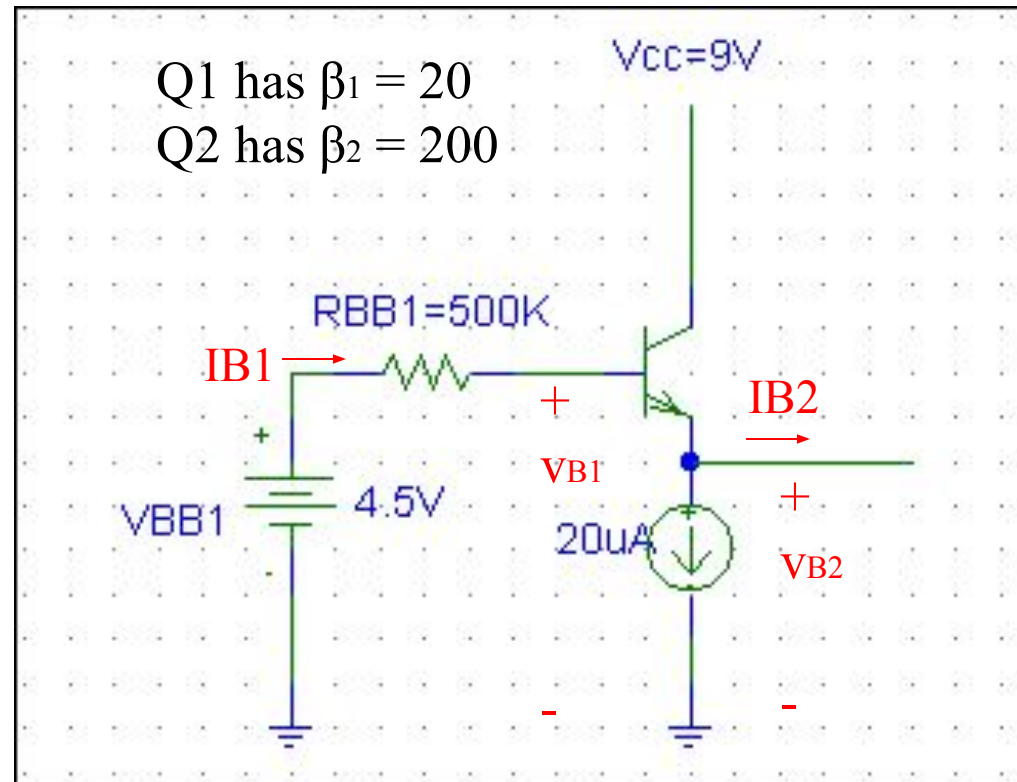 Q1 has β1 = 20
Vcc=9V
Q2 has β2 = 200
RBB1=500K
IB1
IB2
+
+
vB1
+
VBB1
4.5V
20uA
+
vB2
-
-
-